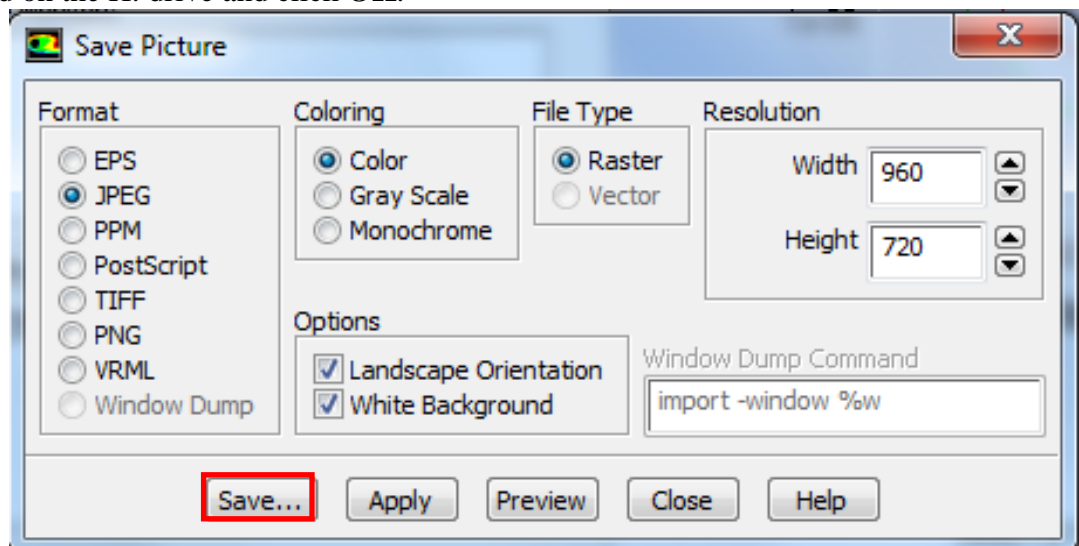 Save Picture
Format
EPS
JPEG
PPM
PostScript
TIFF
PNG
VRML
Window Dump
Coloring
Color
Gray Scale
Monochrome
File Type
Raster
Vector
Resolution
Width 960
Height 720
Options
Landscape Orientation
White Background
Window Dump Command
import -window %w
Save... Apply Preview Close Help